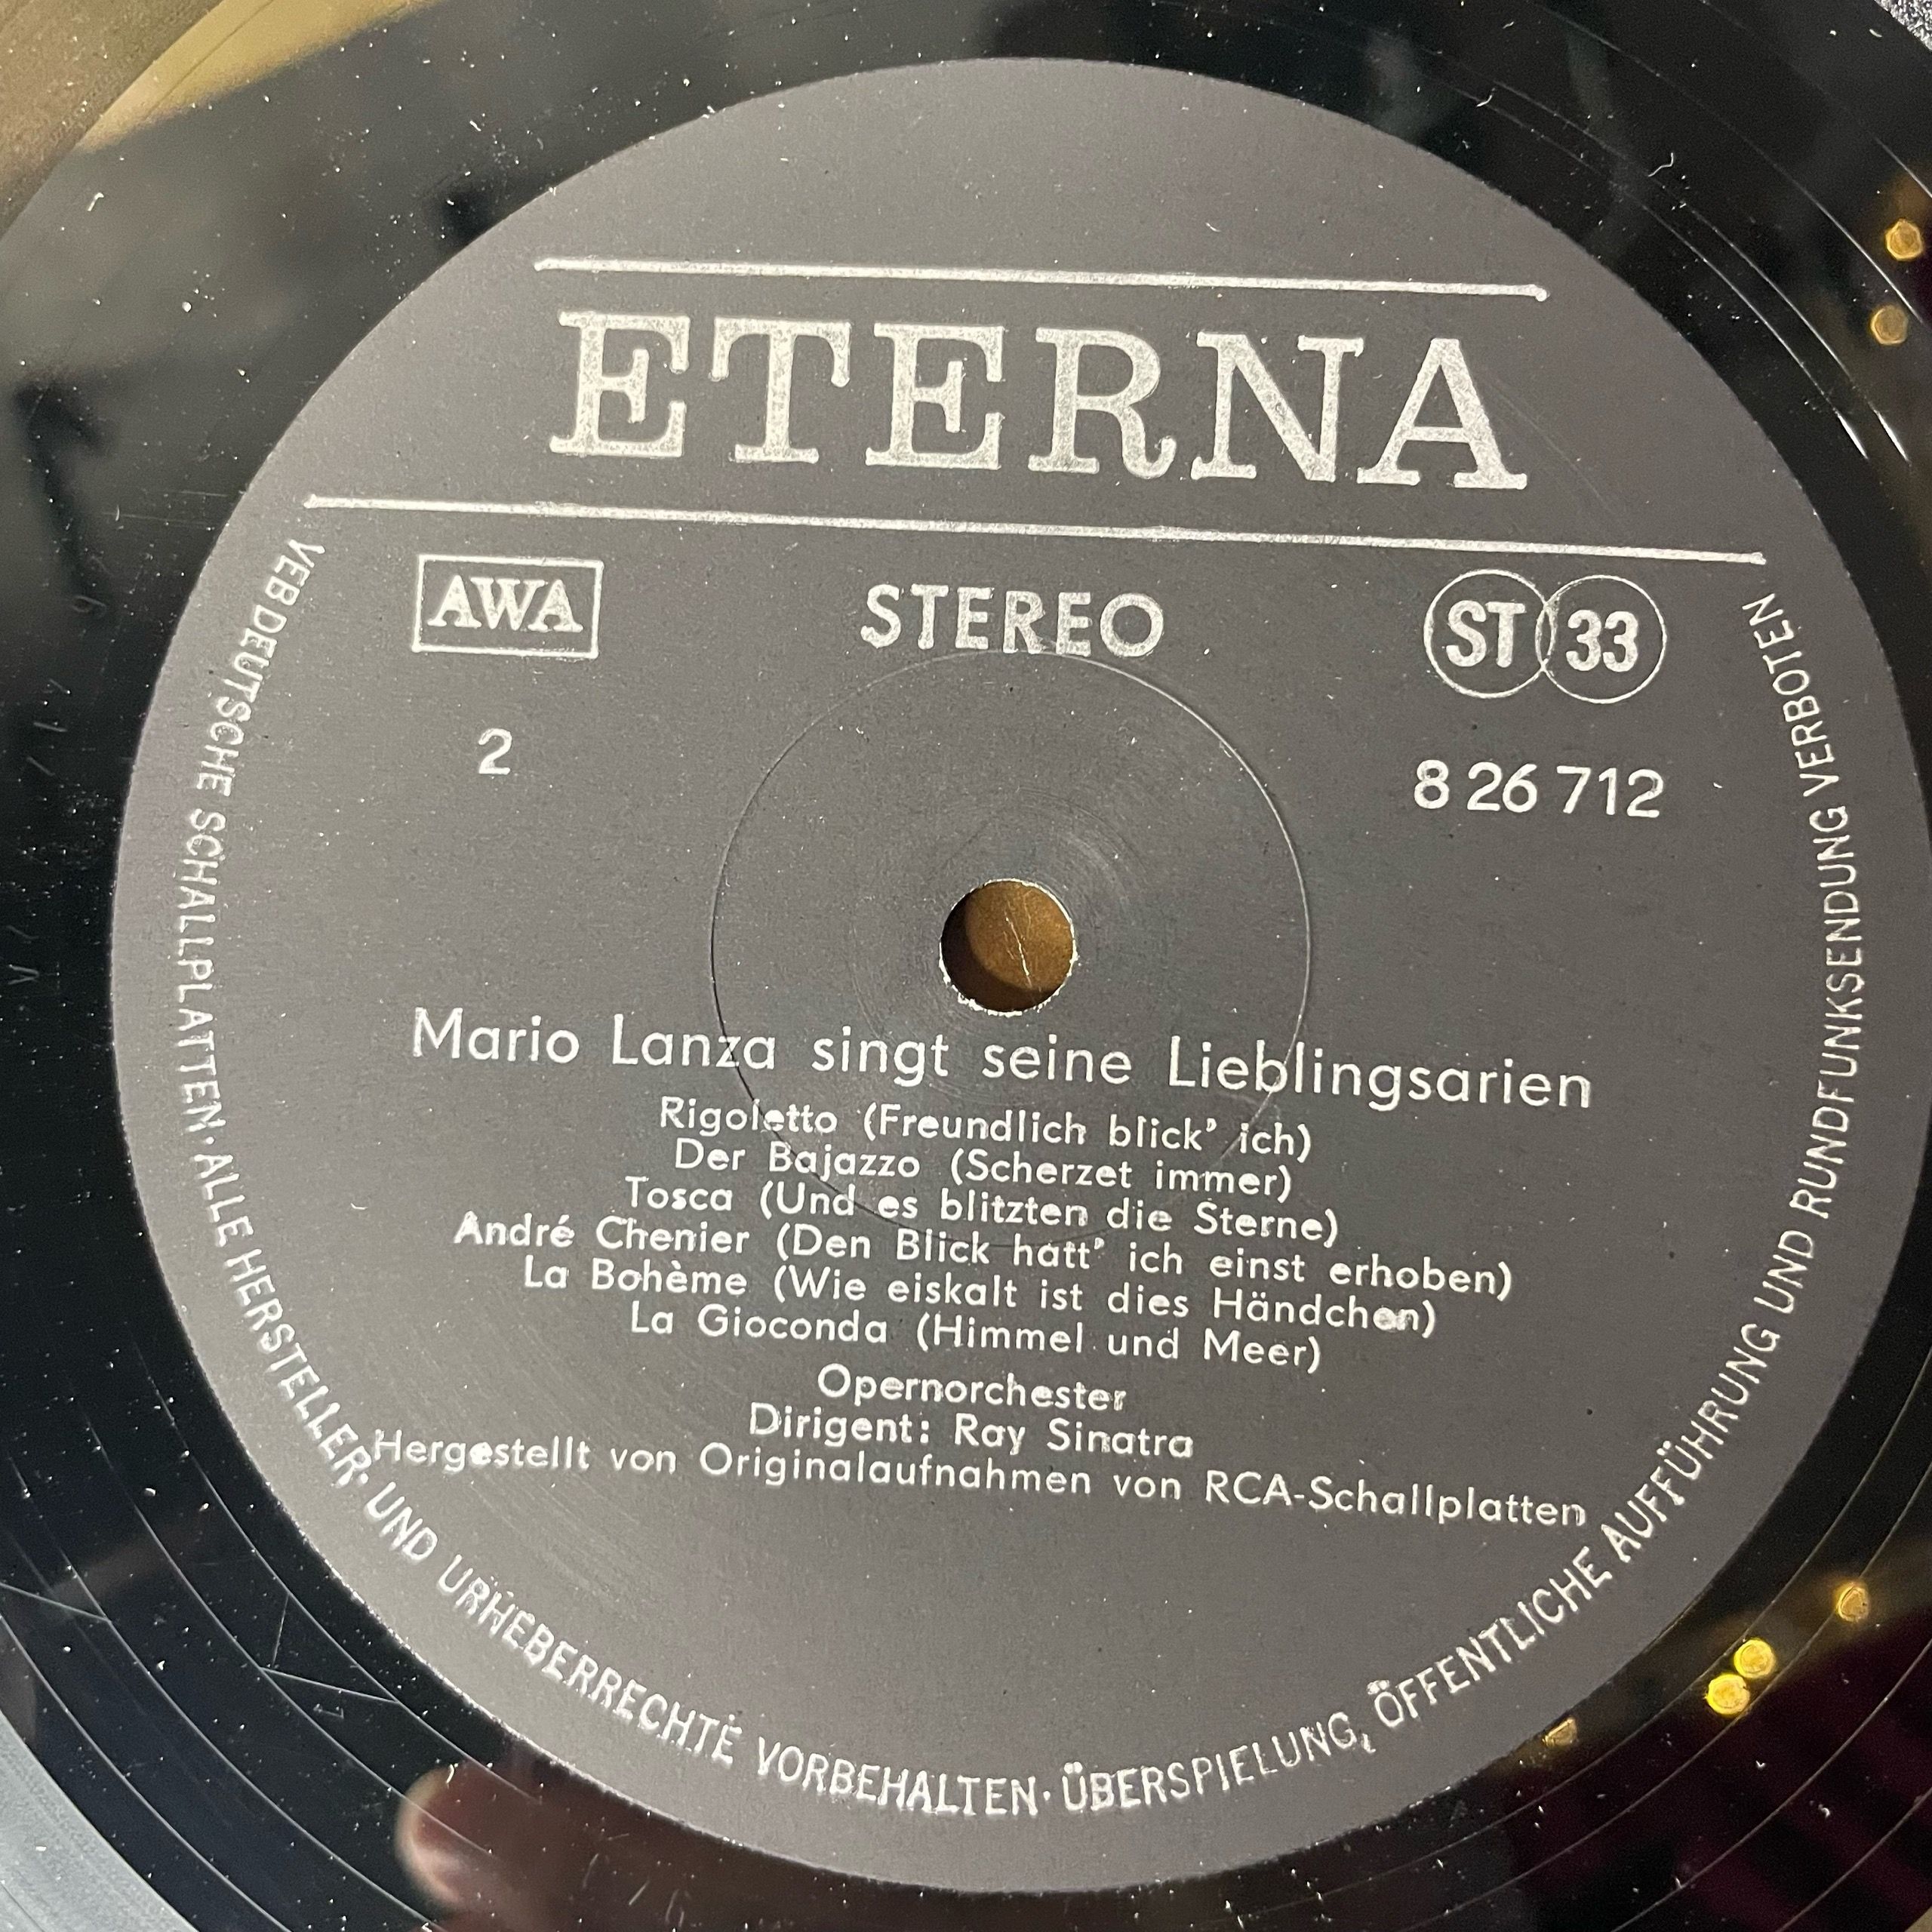 ETERNA
AWA
STEREO
ST 33
2
8 26 712
Mario Lanza singt seine Lieblingsarien
Rigoletto (Freundlich blick’ ich)
Der Bajazzo (Scherzet immer)
Tosca (Und es blitzten die Sterne)
André Chenier (Den Blick hatt’ ich einst erhoben)
La Bohème (Wie eiskalt ist dies Händchen)
La Gioconda (Himmel und Meer)
Opernorchester
Dirigent: Ray Sinatra
Hergestellt von Originalaufnahmen von RCA-Schallplatten
VEB DEUTSCHE SCHALLPLATTEN · ALLE HERSTELLER- UND URHEBERRECHTE VORBEHALTEN · ÜBERSPIELUNG, ÖFFENTLICHE AUFFÜHRUNG UND RUNDFUNKSENDUNG VERBOTEN